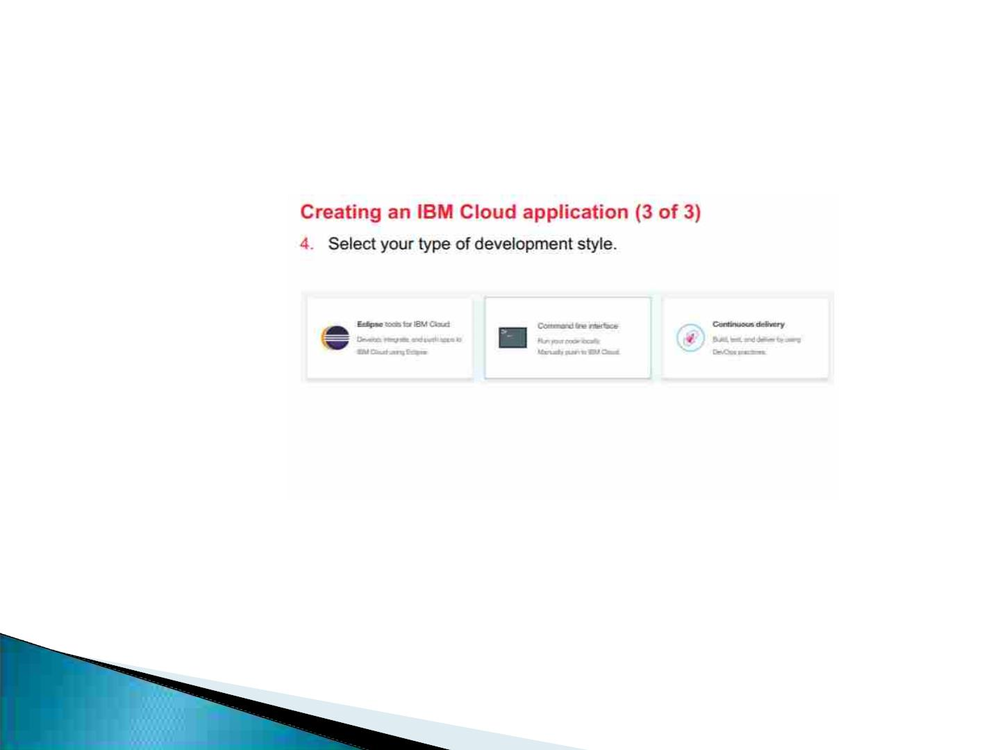 Creating an IBM Cloud application (3 of 3)
4. Select your type of development style.
Eclipse tools for IBM Cloud
Develop, integrate, and push apps to
IBM Cloud using Eclipse.
Command line interface
Run your code locally.
Manually push to IBM Cloud.
Continuous delivery
Build, test, and deliver by using
DevOps practices.